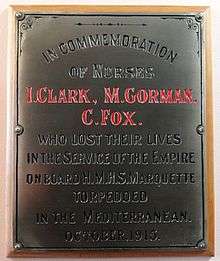 IN COMMEMORATION
OF NURSES
I. CLARK, M. GORMAN.
C. FOX.
WHO LOST THEIR LIVES
IN THE SERVICE OF THE EMPIRE
ON BOARD H.M.H.S. MARQUETTE
TORPEDOED
IN THE MEDITERRANEAN.
OCTOBER. 1915.